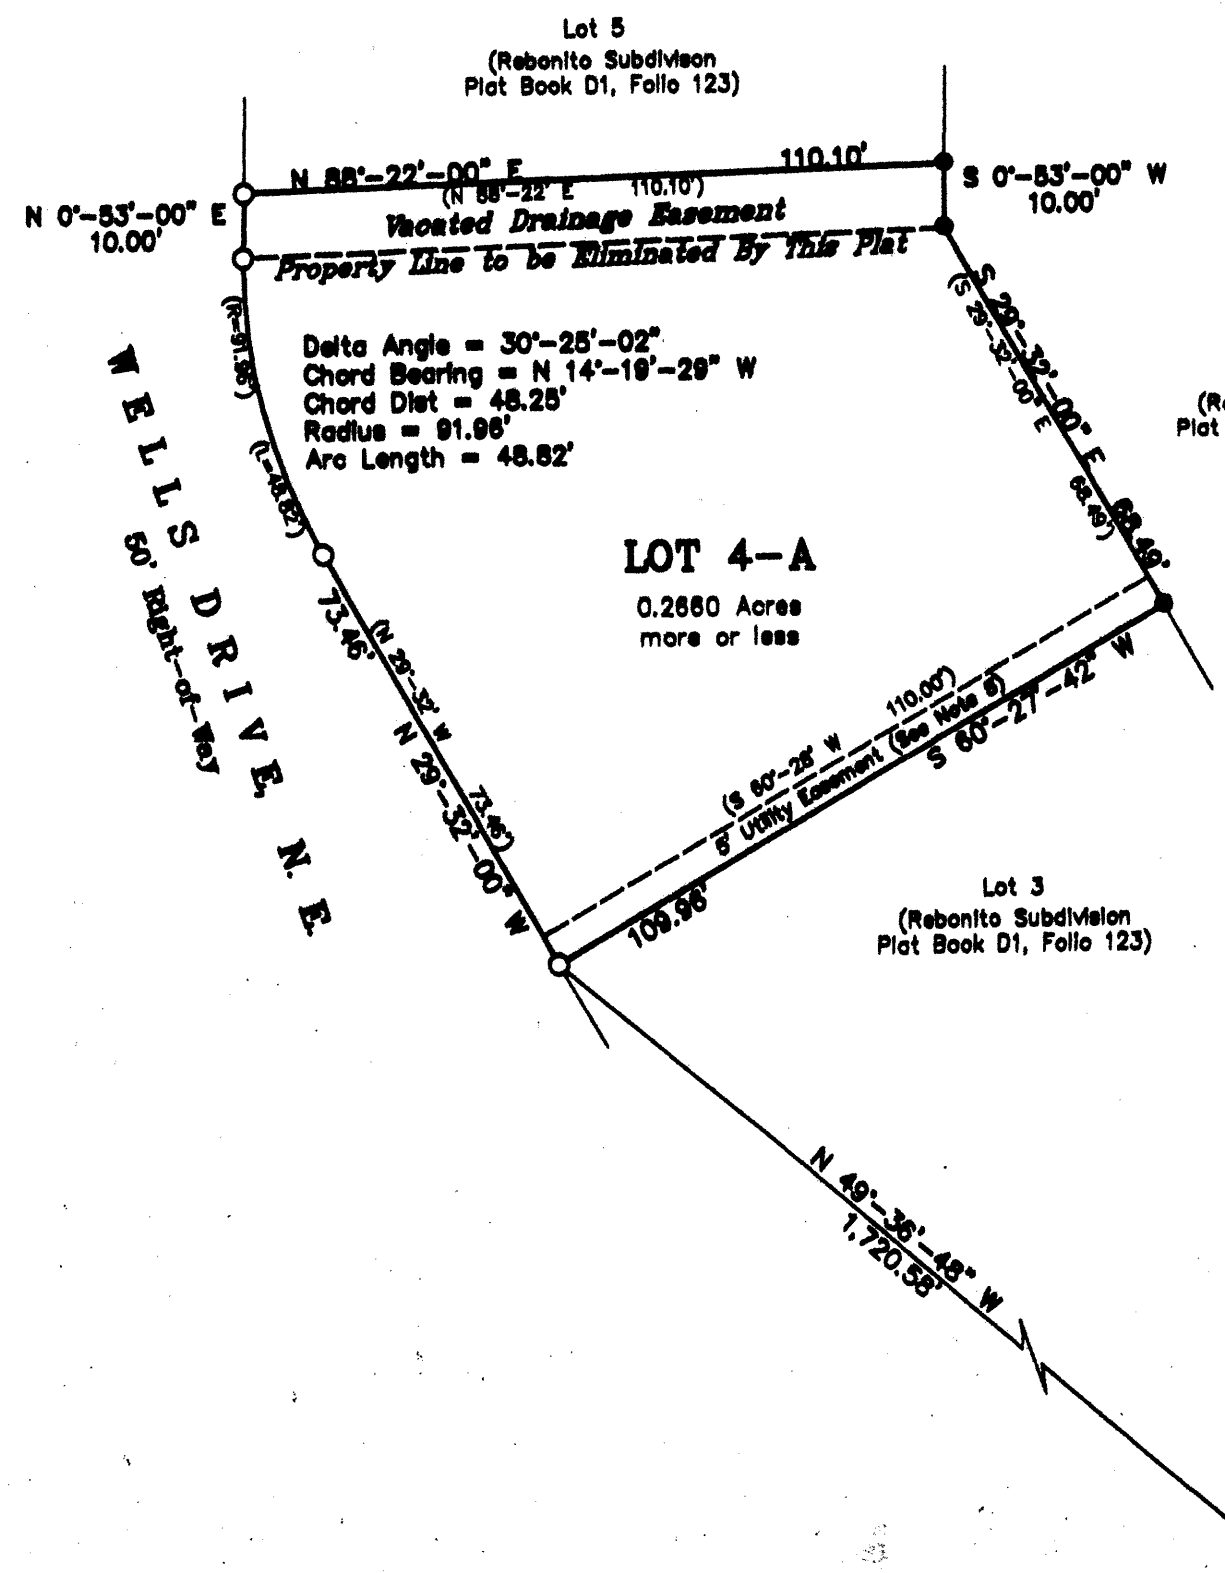 Lot 5
(Rebonito Subdivison
Plat Book D1, Folio 123)
N 88°-22'-00" E
110.10'
(N 88°-22' E 110.10')
S 0°-53'-00" W
10.00'
N 0°-53'-00" E
10.00'
Vacated Drainage Easement
Property Line to be Eliminated By This Plat
(R=91.96')
(L=48.82')
Delta Angle = 30°-25'-02"
Chord Bearing = N 14°-19'-29" W
Chord Dist = 48.25'
Radius = 91.96'
Arc Length = 48.82'
S 29°-32'-00" E
68.49'
(S 29°-32'-00" E
68.49')
Plat
WELLS DRIVE, N.E.
50' Right-of-Way
LOT 4-A
0.2660 Acres
more or less
73.46'
(N 29°-32' W
73.46')
N 29°-32'-00" W
(S 60°-28' W
110.00')
5' Utility Easement (See Note 6)
S 60°-27'-42" W
109.96'
Lot 3
(Rebonito Subdivision
Plat Book D1, Folio 123)
N 49°-36'-48" W
1,720.58'